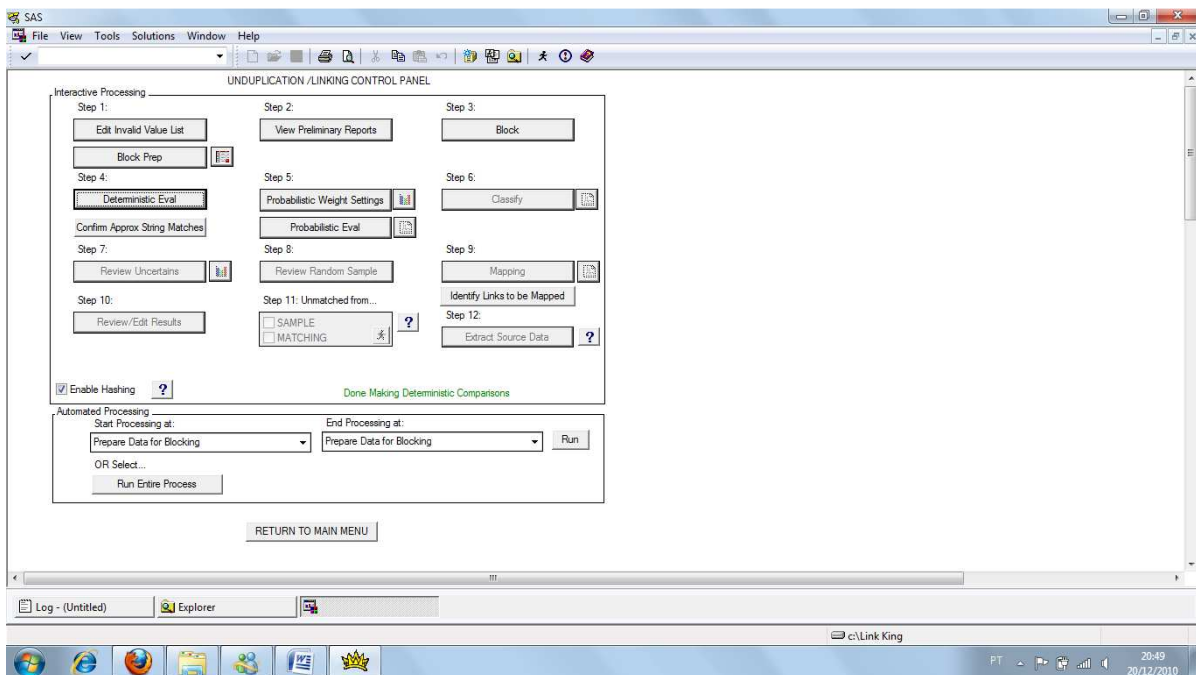 SAS
File View Tools Solutions Window Help
UNDUPLICATION /LINKING CONTROL PANEL
Interactive Processing
Step 1: Step 2: Step 3:
Edit Invalid Value List View Preliminary Reports Block
Block Prep
Step 4: Step 5: Step 6:
Deterministic Eval Probabilistic Weight Settings Classify
Confirm Approx String Matches Probabilistic Eval
Step 7: Step 8: Step 9:
Review Uncertains Review Random Sample Mapping
Identify Links to be Mapped
Step 10: Step 11: Unmatched from...
Step 12:
Review/Edit Results SAMPLE ?
MATCHING Extract Source Data ?
Enable Hashing ? Done Making Deterministic Comparisons
Automated Processing
Start Processing at: End Processing at:
Prepare Data for Blocking Prepare Data for Blocking Run
OR Select...
Run Entire Process
RETURN TO MAIN MENU
Log - (Untitled) Explorer
c:\Link King
PT 20:49
20/12/2010